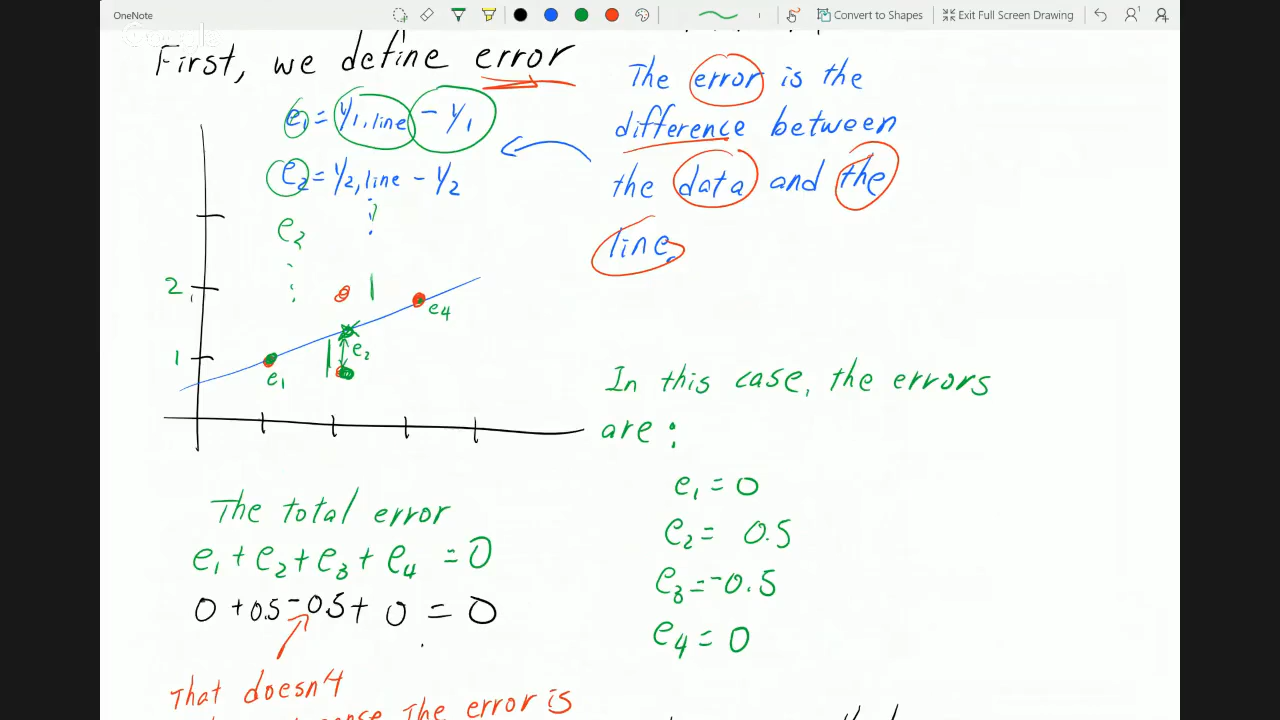 OneNote
Convert to Shapes
Exit Full Screen Drawing
Google
First, we define error
e₁ = y₁,line - y₁
e₂ = y₂,line - y₂
e₂
2
1
e₁
e₂
e₄
The error is the
difference between
the data and the
line.
In this case, the errors
are:
e₁ = 0
e₂ = 0.5
e₃ = -0.5
e₄ = 0
The total error
e₁ + e₂ + e₃ + e₄ = 0
0 + 0.5 - 0.5 + 0 = 0
That doesn't
The error is